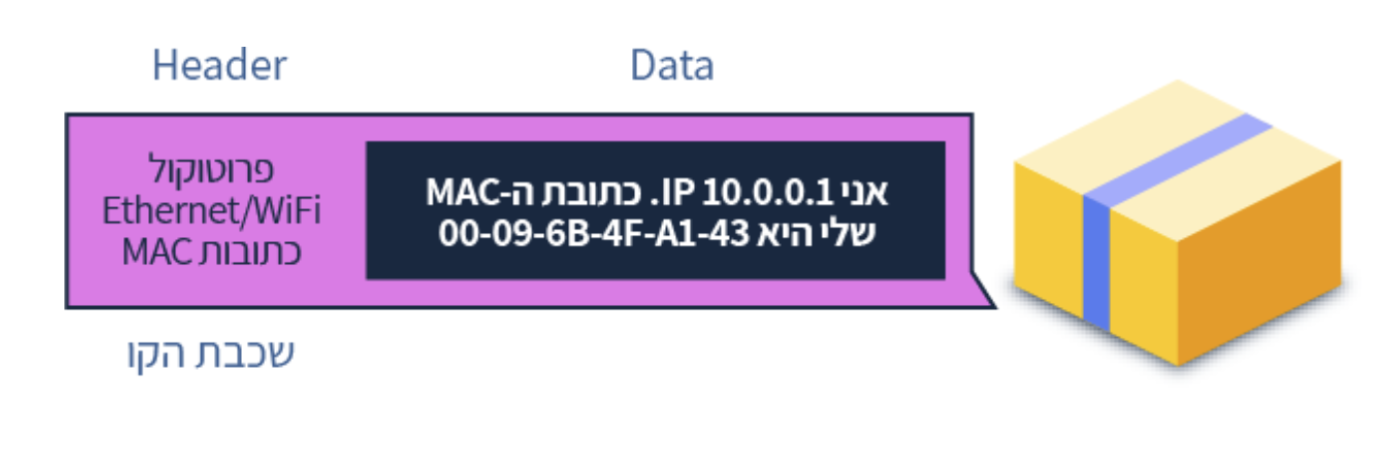 Header
Data
פרוטוקול
Ethernet/WiFi
כתובות MAC
אני IP 10.0.0.1. כתובת ה-MAC
שלי היא 00-09-6B-4F-A1-43
שכבת הקו